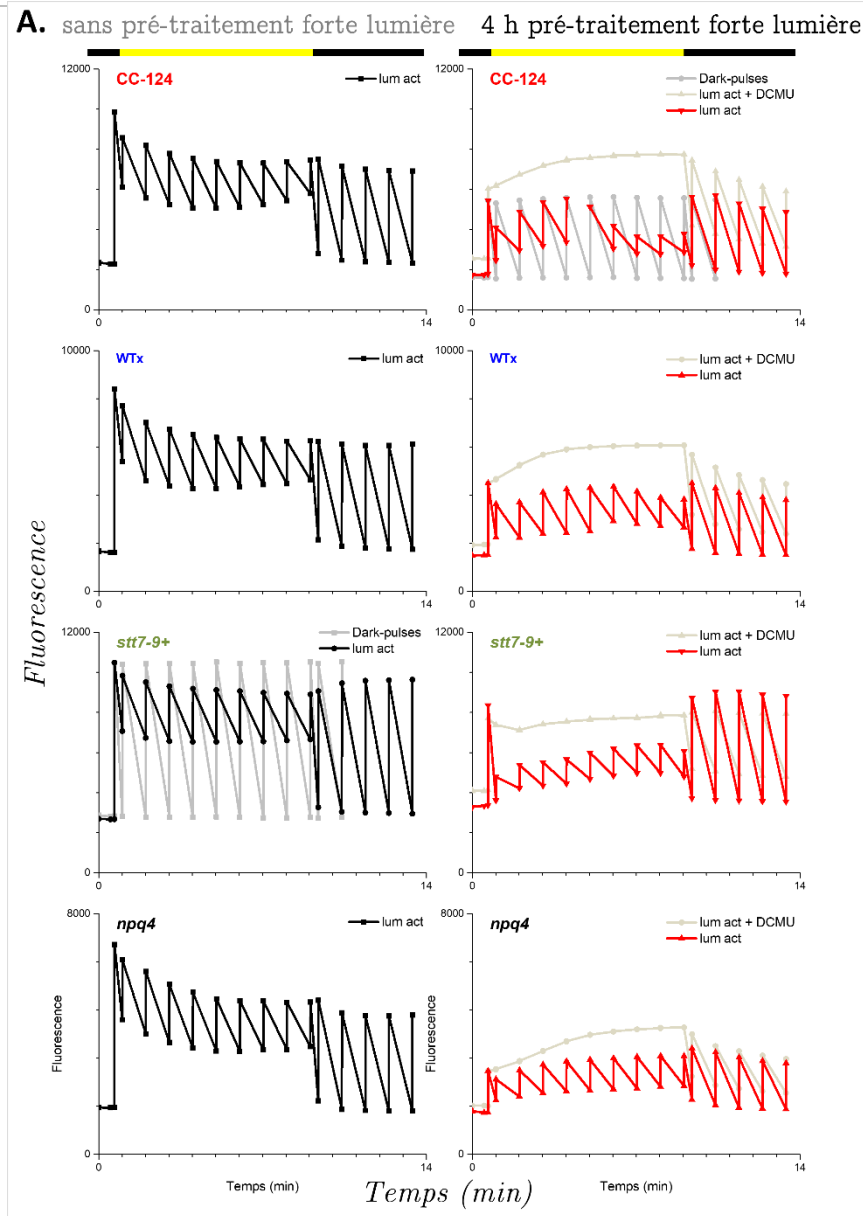 A. sans pré-traitement forte lumière 4 h pré-traitement forte lumière
12000
CC-124
lum act
0
0
14
12000
CC-124
Dark-pulses
lum act + DCMU
lum act
0
0
14
10000
WTx
lum act
0
0
14
10000
WTx
lum act + DCMU
lum act
0
0
14
Fluorescence
12000
stt7-9+
Dark-pulses
lum act
0
0
14
12000
stt7-9+
lum act + DCMU
lum act
0
0
14
8000
npq4
lum act
Fluorescence
0
0
14
Temps (min)
8000
npq4
lum act + DCMU
lum act
Fluorescence
0
0
14
Temps (min)
Temps (min)